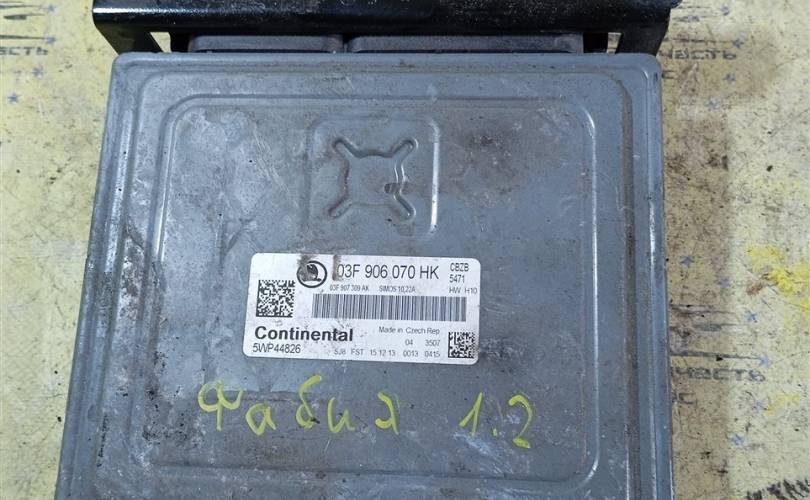 03F 906 070 HK
CBZB
5471
03F 907 309 AK SIMOS 10.22A
HW H10
Continental
Made in Czech Rep
04 3507
5WP44826
5J8 FST 15.12.13 0013 0415
Фабия 1.2